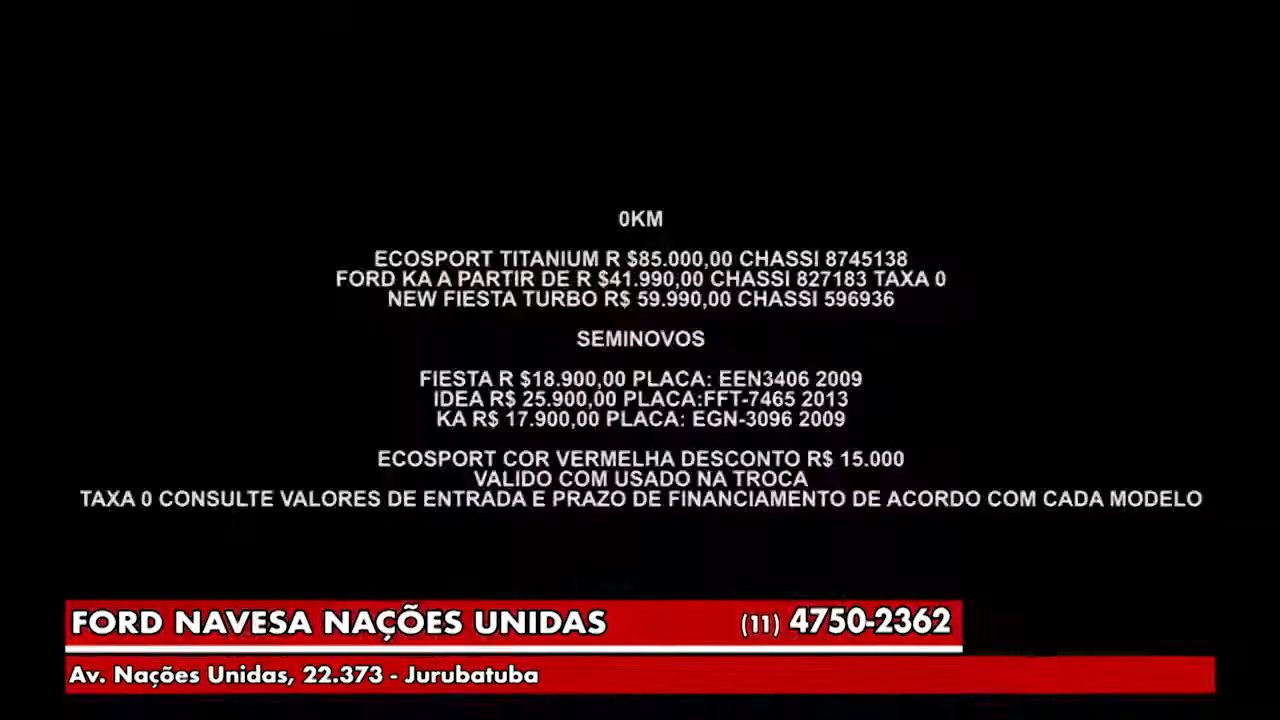 0KM
ECOSPORT TITANIUM R $85.000,00 CHASSI 8745138
FORD KA A PARTIR DE R $41.990,00 CHASSI 827183 TAXA 0
NEW FIESTA TURBO R$ 59.990,00 CHASSI 596936
SEMINOVOS
FIESTA R $18.900,00 PLACA: EEN3406 2009
IDEA R$ 25.900,00 PLACA:FFT-7465 2013
KA R$ 17.900,00 PLACA: EGN-3096 2009
ECOSPORT COR VERMELHA DESCONTO R$ 15.000
VALIDO COM USADO NA TROCA
TAXA 0 CONSULTE VALORES DE ENTRADA E PRAZO DE FINANCIAMENTO DE ACORDO COM CADA MODELO
FORD NAVESA NAÇÕES UNIDAS (11) 4750-2362
Av. Nações Unidas, 22.373 - Jurubatuba